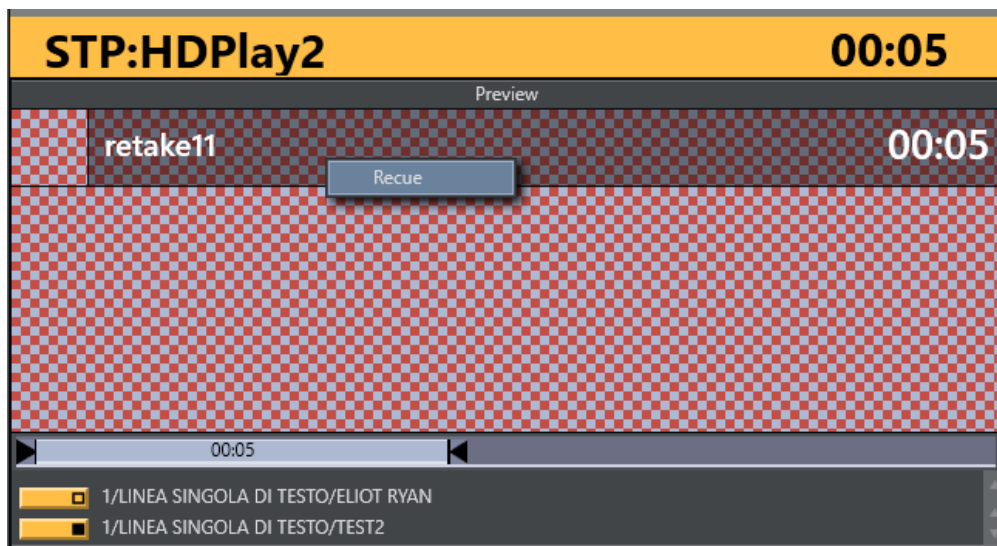 STP:HDPlay2 00:05
Preview
retake11 00:05
Recue
00:05
1/LINEA SINGOLA DI TESTO/ELIOT RYAN
1/LINEA SINGOLA DI TESTO/TEST2